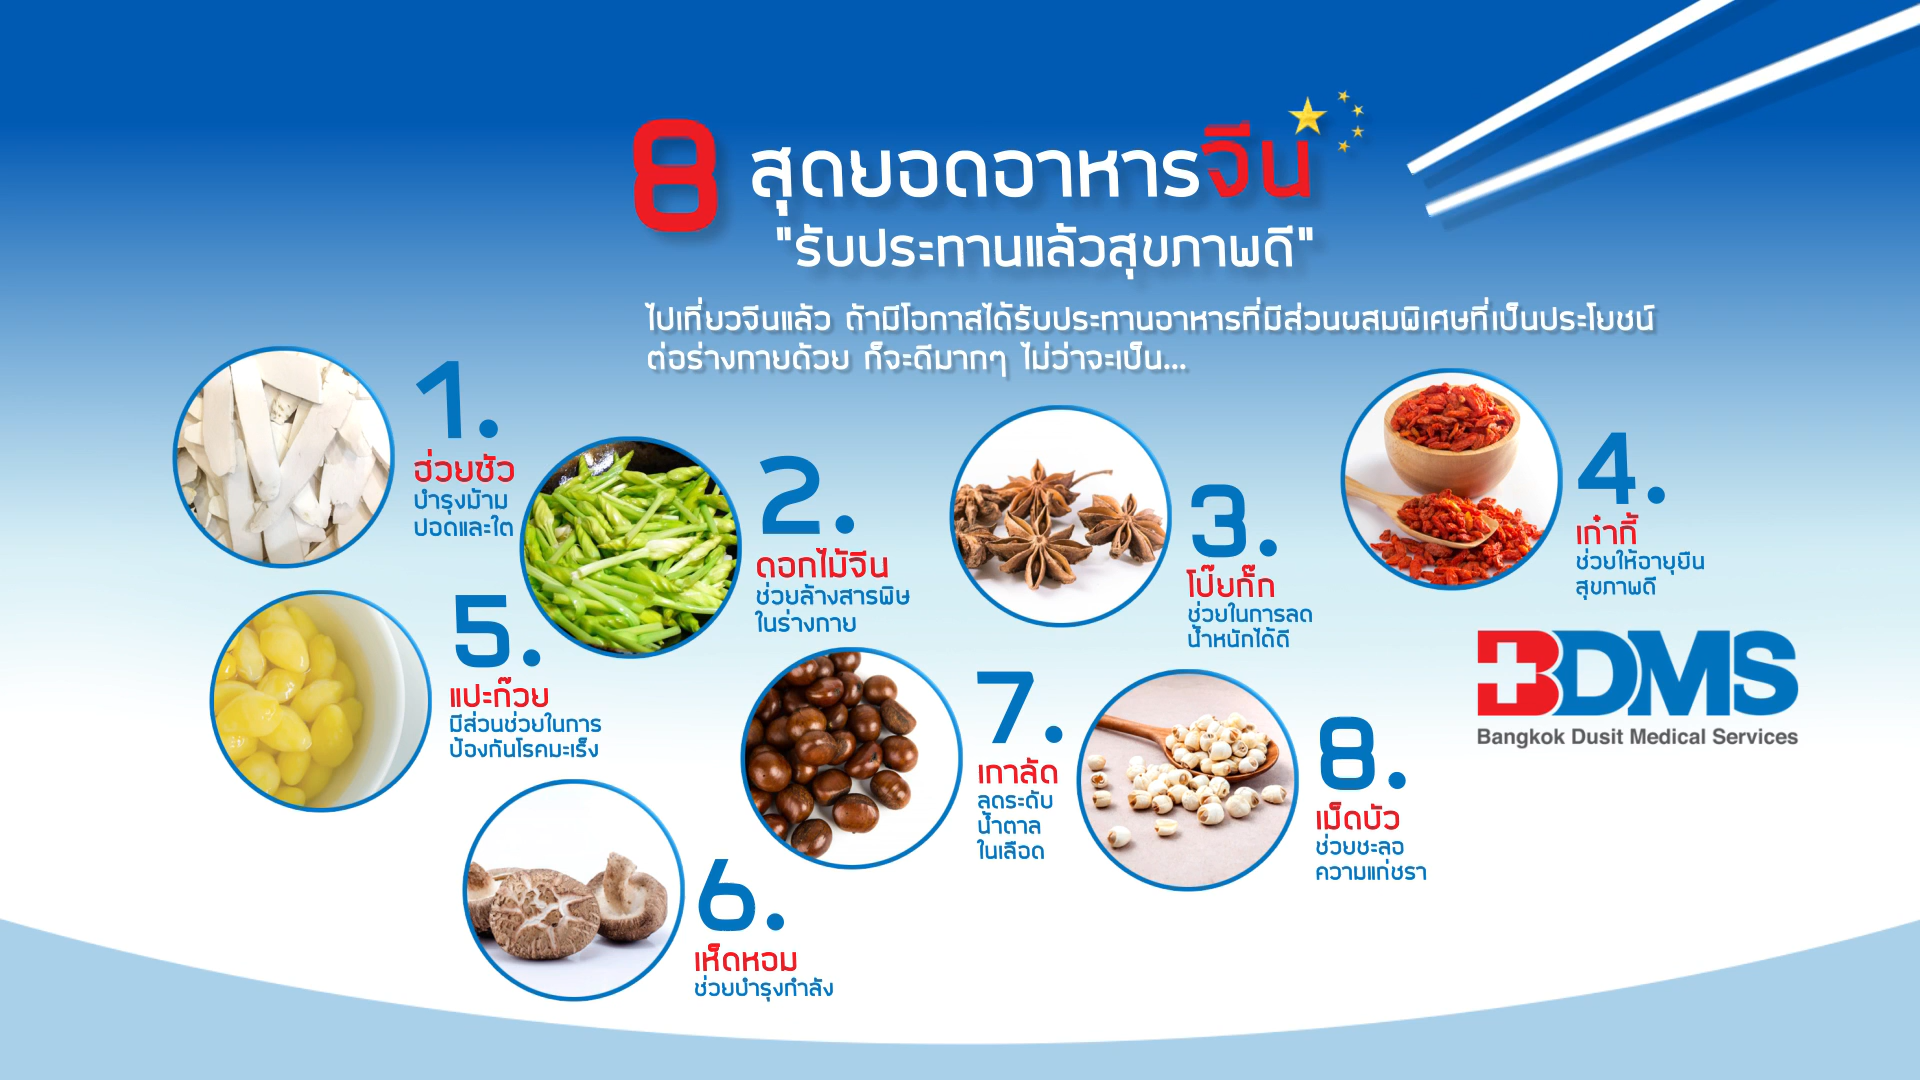 8 สุดยอดอาหารจีน
"รับประทานแล้วสุขภาพดี"
ไปเที่ยวจีนแล้ว ถ้ามีโอกาสได้รับประทานอาหารที่มีส่วนผสมพิเศษที่เป็นประโยชน์
ต่อร่างกายด้วย ก็จะดีมากๆ ไม่ว่าจะเป็น...
1.
ฮ่วยซัว
บำรุงม้าม
ปอดและไต
2.
ดอกไม้จีน
ช่วยล้างสารพิษ
ในร่างกาย
3.
โป๊ยกั๊ก
ช่วยในการลด
น้ำหนักได้ดี
4.
เก๋ากี้
ช่วยให้อายุยืน
สุขภาพดี
5.
แปะก๊วย
มีส่วนช่วยในการ
ป้องกันโรคมะเร็ง
6.
เห็ดหอม
ช่วยบำรุงกำลัง
7.
เกาลัด
ลดระดับ
น้ำตาล
ในเลือด
8.
เม็ดบัว
ช่วยชะลอ
ความแก่ชรา
BDMS
Bangkok Dusit Medical Services